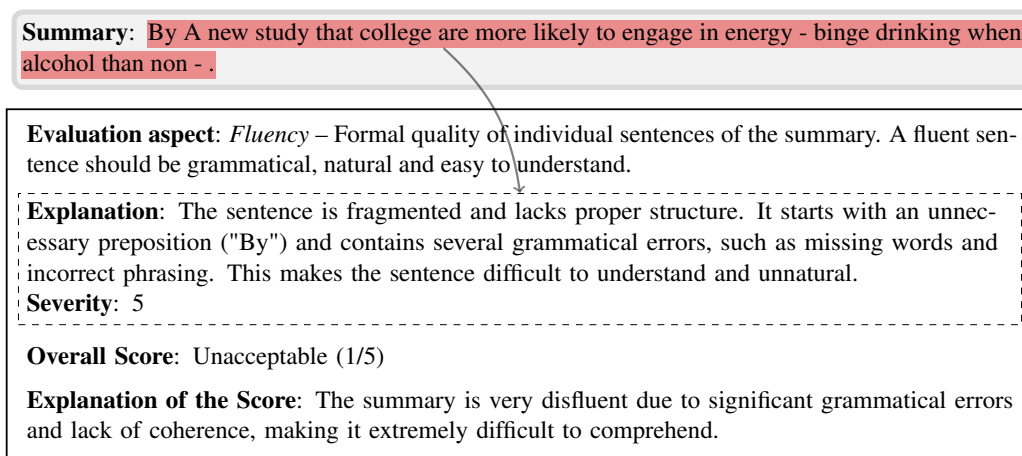 Summary: By A new study that college are more likely to engage in energy - binge drinking when
alcohol than non - .
Evaluation aspect: Fluency – Formal quality of individual sentences of the summary. A fluent sen-
tence should be grammatical, natural and easy to understand.
Explanation: The sentence is fragmented and lacks proper structure. It starts with an unnec-
essary preposition ("By") and contains several grammatical errors, such as missing words and
incorrect phrasing. This makes the sentence difficult to understand and unnatural.
Severity: 5
Overall Score: Unacceptable (1/5)
Explanation of the Score: The summary is very disfluent due to significant grammatical errors
and lack of coherence, making it extremely difficult to comprehend.